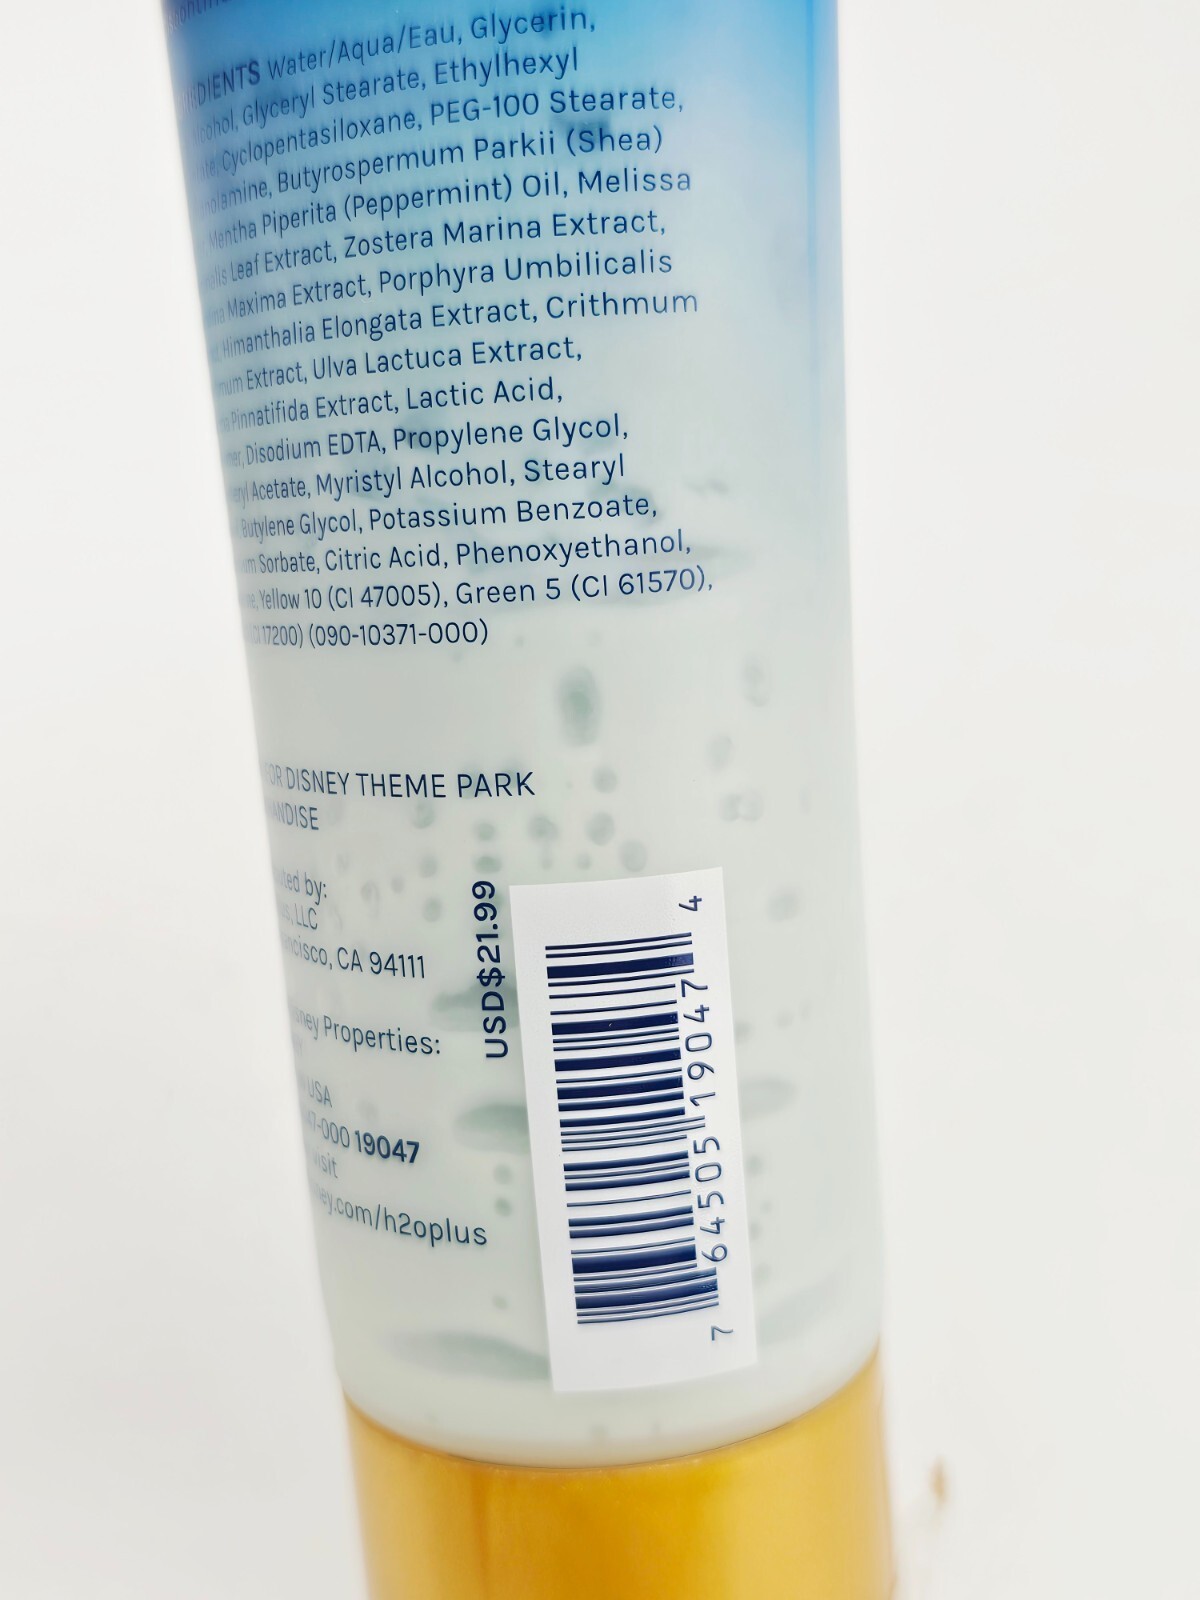 Water/Aqua/Eau, Glycerin,
Glyceryl Stearate, Ethylhexyl
Cyclopentasiloxane, PEG-100 Stearate,
Butyrospermum Parkii (Shea)
Mentha Piperita (Peppermint) Oil, Melissa
Leaf Extract, Zostera Marina Extract,
Maxima Extract, Porphyra Umbilicalis
Himanthalia Elongata Extract, Crithmum
Extract, Ulva Lactuca Extract,
Pinnatifida Extract, Lactic Acid,
Disodium EDTA, Propylene Glycol,
Acetate, Myristyl Alcohol, Stearyl
Butylene Glycol, Potassium Benzoate,
Sorbate, Citric Acid, Phenoxyethanol,
Yellow 10 (CI 47005), Green 5 (CI 61570),
17200) (090-10371-000)
DISNEY THEME PARK
by:
LLC
CA 94111
Properties:
USA
19047
visit
.com/h2oplus
USD$21.99
7 64505 19047 4